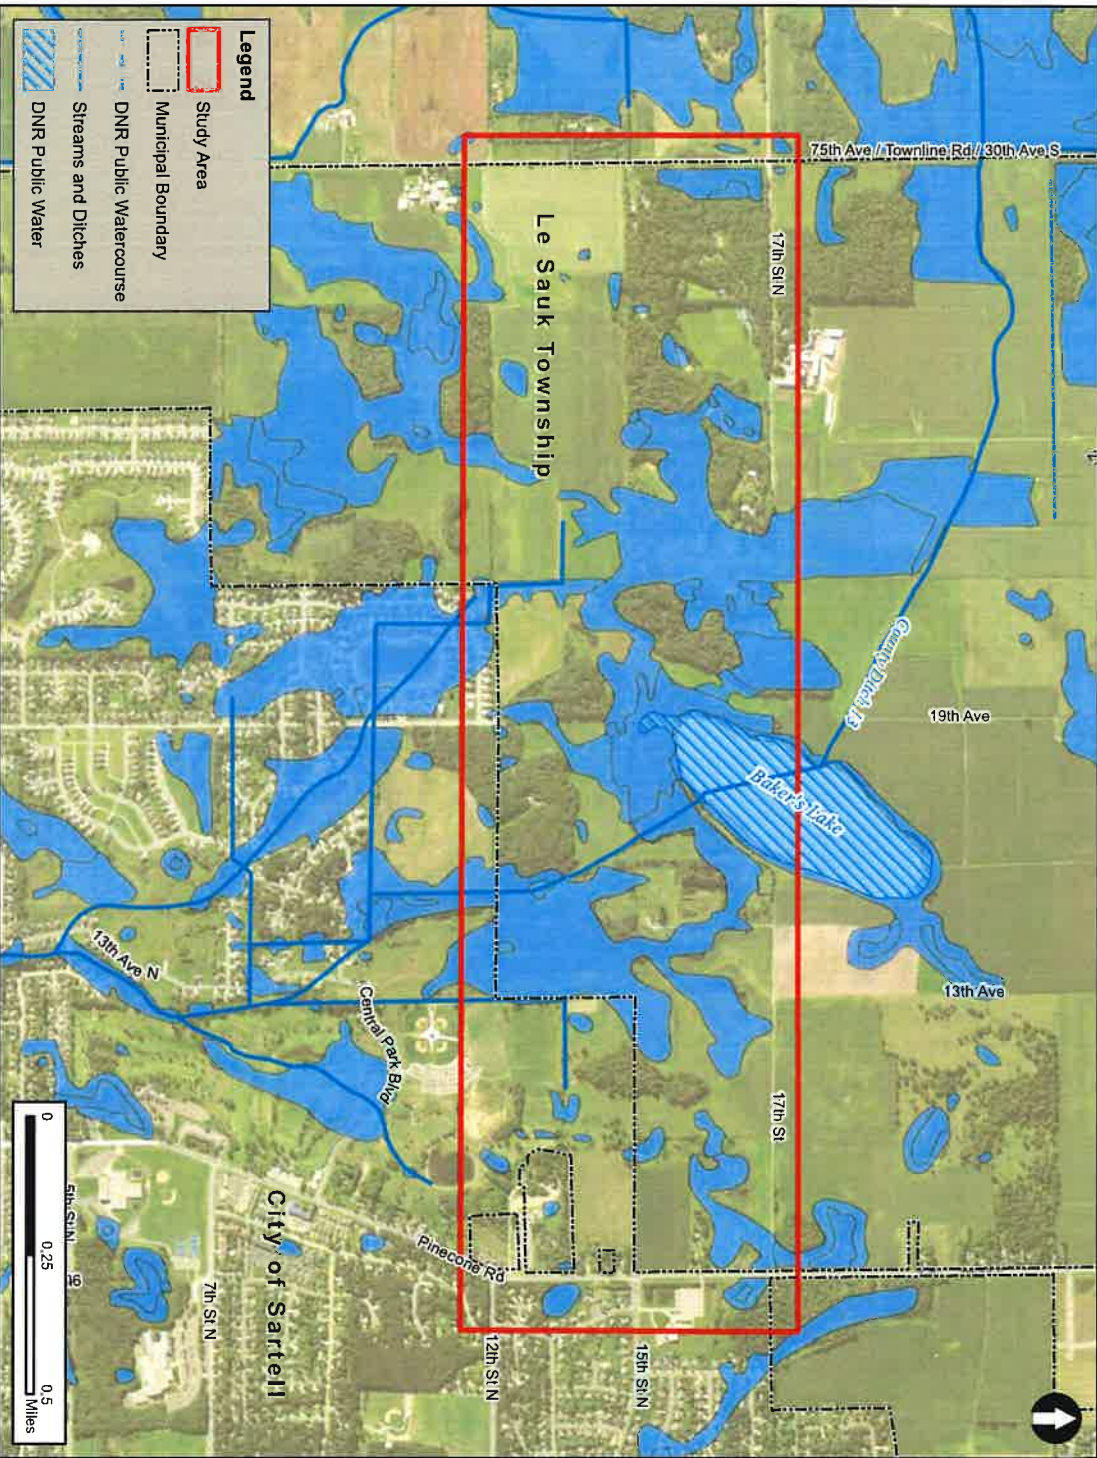 Legend
Study Area
Municipal Boundary
DNR Public Watercourse
Streams and Ditches
DNR Public Water
75th Ave / Townline Rd / 30th Ave S
17th St N
Le Sauk Township
County Ditch 13
19th Ave
Baker's Lake
13th Ave
17th St
13th Ave N
Central Park Blvd
Pinecone Rd
12th St N
15th St N
7th St N
5th St N
City of Sartell
0 0.25 0.5
Miles